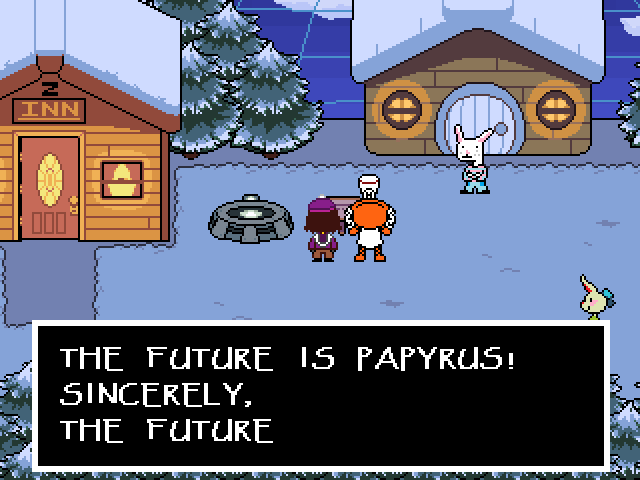 Z
INN
THE FUTURE IS PAPYRUS!
SINCERELY,
THE FUTURE